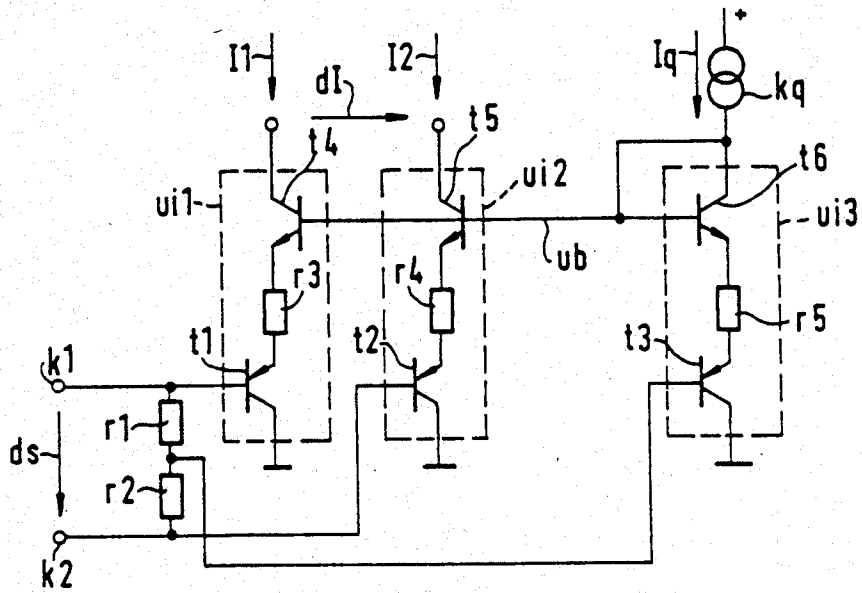 I1
I2
Iq
+
kq
dI
t4
t5
t6
ui1
ui2
ui3
ub
r3
r4
r5
k1
t1
t2
t3
r1
ds
r2
k2